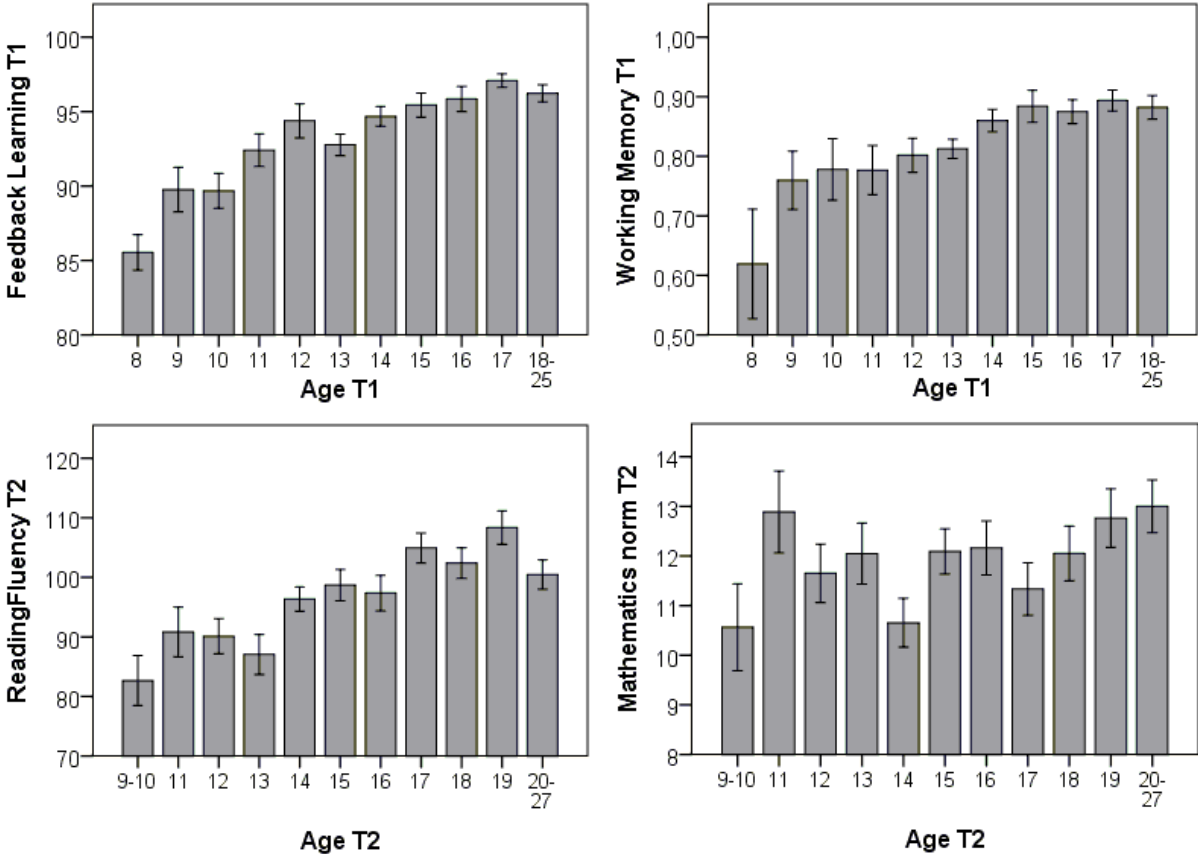 Feedback Learning T1
100
95
90
85
80
8 9 10 11 12 13 14 15 16 17 18-
25
Age T1
Working Memory T1
1,00
0,90
0,80
0,70
0,60
0,50
8 9 10 11 12 13 14 15 16 17 18-
25
Age T1
ReadingFluency T2
120
110
100
90
80
70
9-10 11 12 13 14 15 16 17 18 19 20-
27
Age T2
Mathematics norm T2
14
13
12
11
10
9
8
9-10 11 12 13 14 15 16 17 18 19 20-
27
Age T2